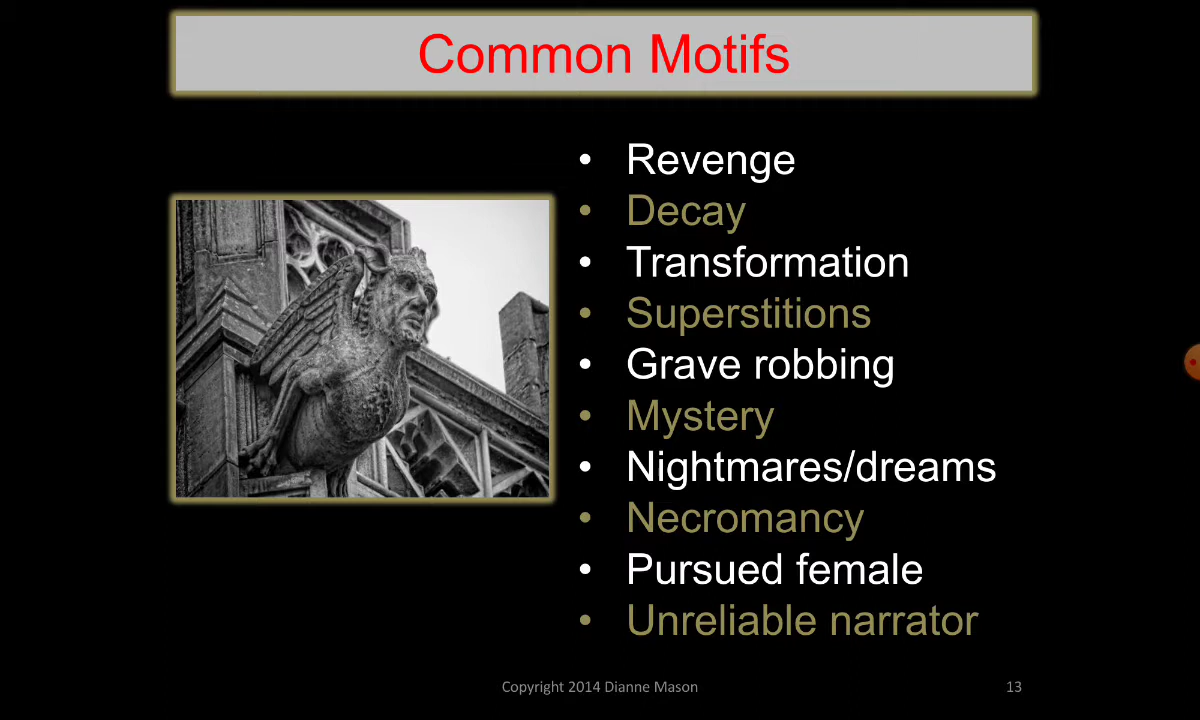 Common Motifs
• Revenge
• Decay
• Transformation
• Superstitions
• Grave robbing
• Mystery
• Nightmares/dreams
• Necromancy
• Pursued female
• Unreliable narrator
Copyright 2014 Dianne Mason
13